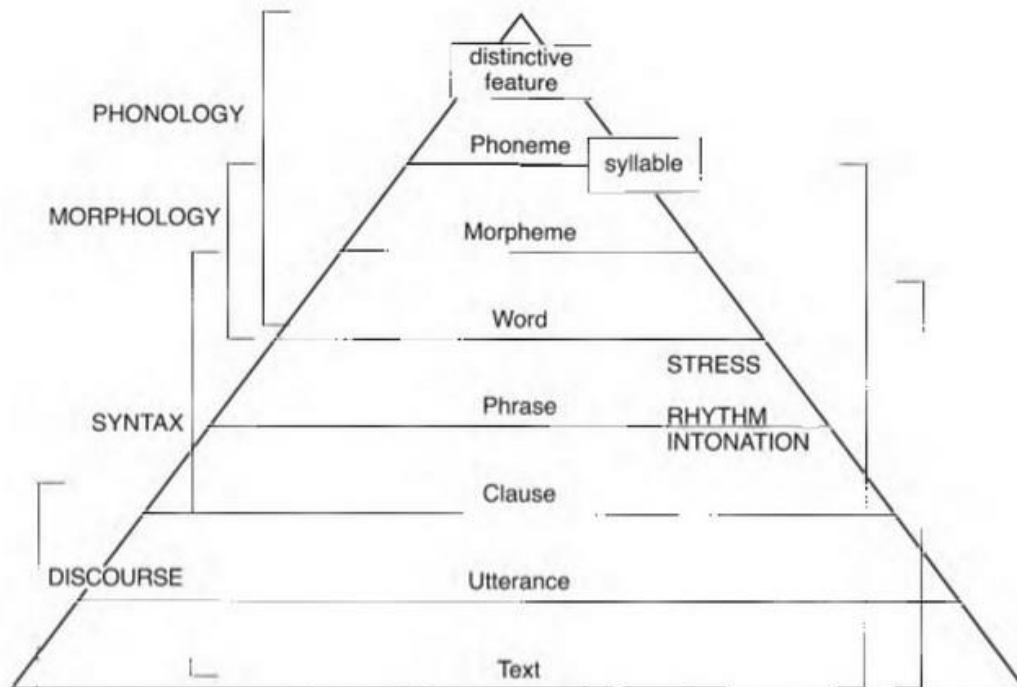 distinctive
feature
PHONOLOGY
Phoneme
syllable
MORPHOLOGY
Morpheme
Word
STRESS
Phrase
SYNTAX
RHYTHM
INTONATION
Clause
DISCOURSE
Utterance
Text